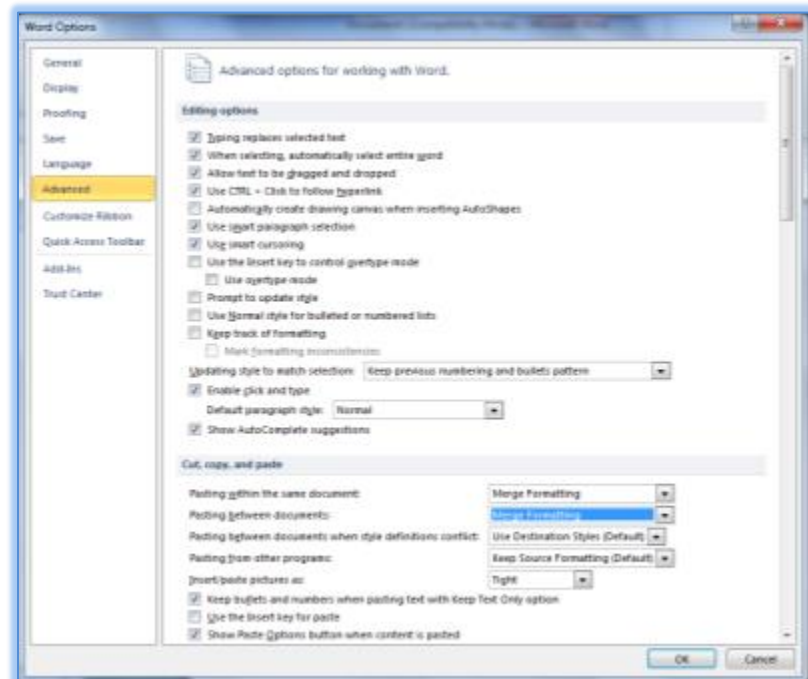 Word Options
General
Display
Proofing
Save
Language
Advanced
Customize Ribbon
Quick Access Toolbar
Add-Ins
Trust Center
Advanced options for working with Word.
Editing options
Typing replaces selected text
When selecting, automatically select entire word
Allow text to be dragged and dropped
Use CTRL + Click to follow hyperlink
Automatically create drawing canvas when inserting AutoShapes
Use smart paragraph selection
Use smart cursoring
Use the Insert key to control overtype mode
Use overtype mode
Prompt to update style
Use Normal style for bulleted or numbered lists
Keep track of formatting
Mark formatting inconsistencies
Updating style to match selection: Keep previous numbering and bullets pattern
Enable click and type
Default paragraph style: Normal
Show AutoComplete suggestions
Cut, copy, and paste
Pasting within the same document: Merge Formatting
Pasting between documents: Merge Formatting
Pasting between documents when style definitions conflict: Use Destination Styles (Default)
Pasting from other programs: Keep Source Formatting (Default)
Insert/paste pictures as: Tight
Keep bullets and numbers when pasting text with Keep Text Only option
Use the Insert key for paste
Show Paste Options button when content is pasted
OK Cancel